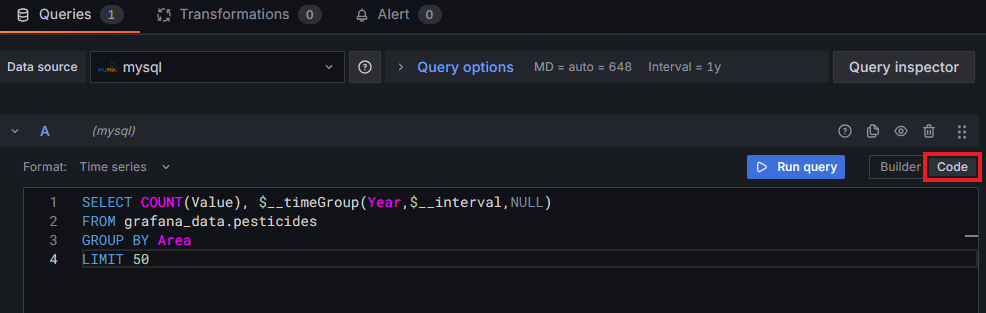 Queries 1 Transformations 0 Alert 0
Data source mysql Query options MD = auto = 648 Interval = 1y Query inspector
A (mysql)
Format: Time series Run query Builder Code
1 SELECT COUNT(Value), $__timeGroup(Year,$__interval,NULL)
2 FROM grafana_data.pesticides
3 GROUP BY Area
4 LIMIT 50